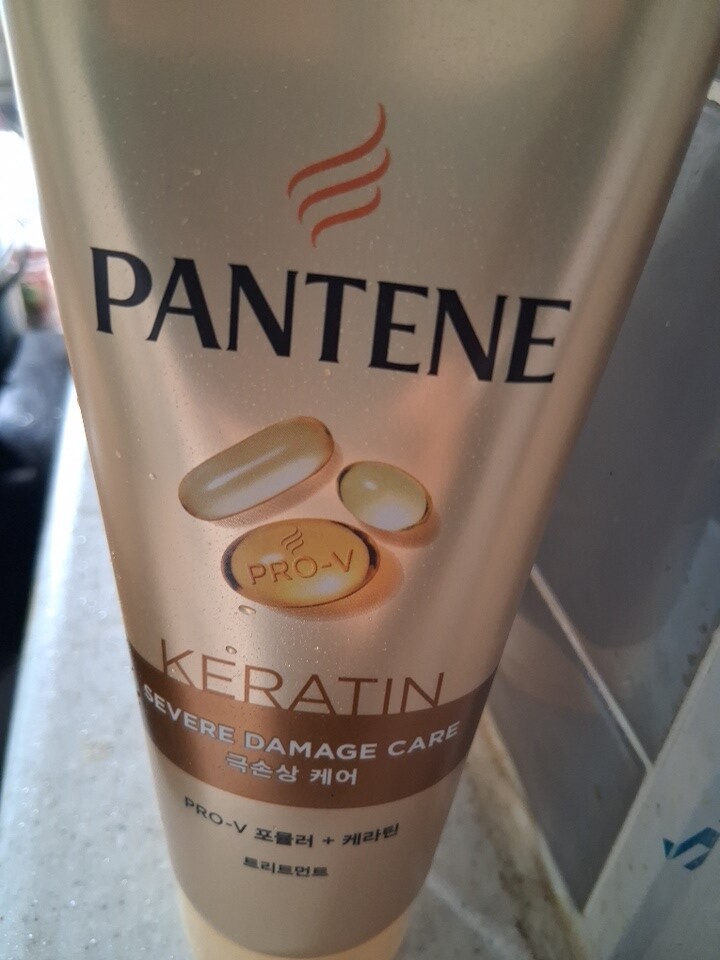 PANTENE
PRO-V
KERATIN
SEVERE DAMAGE CARE
극손상 케어
PRO-V 포뮬러 + 케라틴
트리트먼트